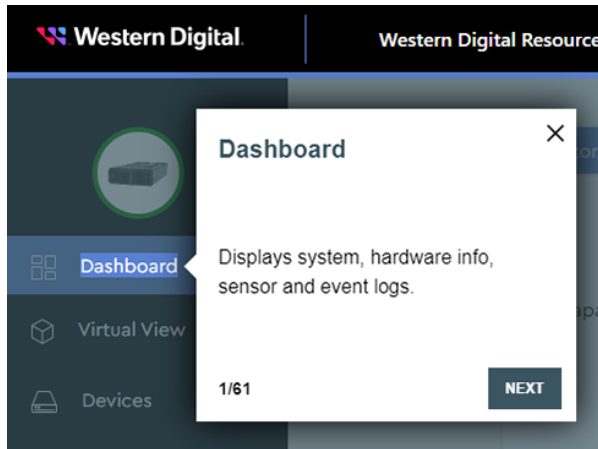 Western Digital.
Western Digital Resource
Dashboard
Displays system, hardware info,
sensor and event logs.
1/61
NEXT
Dashboard
Virtual View
Devices